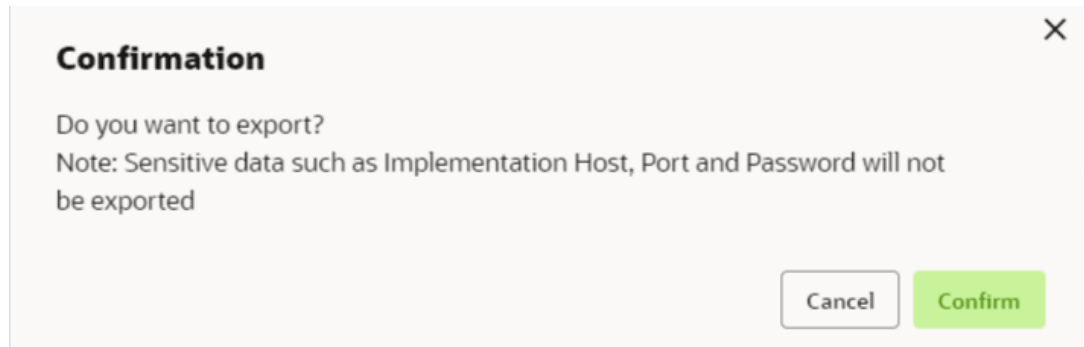 Confirmation
Do you want to export?
Note: Sensitive data such as Implementation Host, Port and Password will not
be exported
Cancel
Confirm